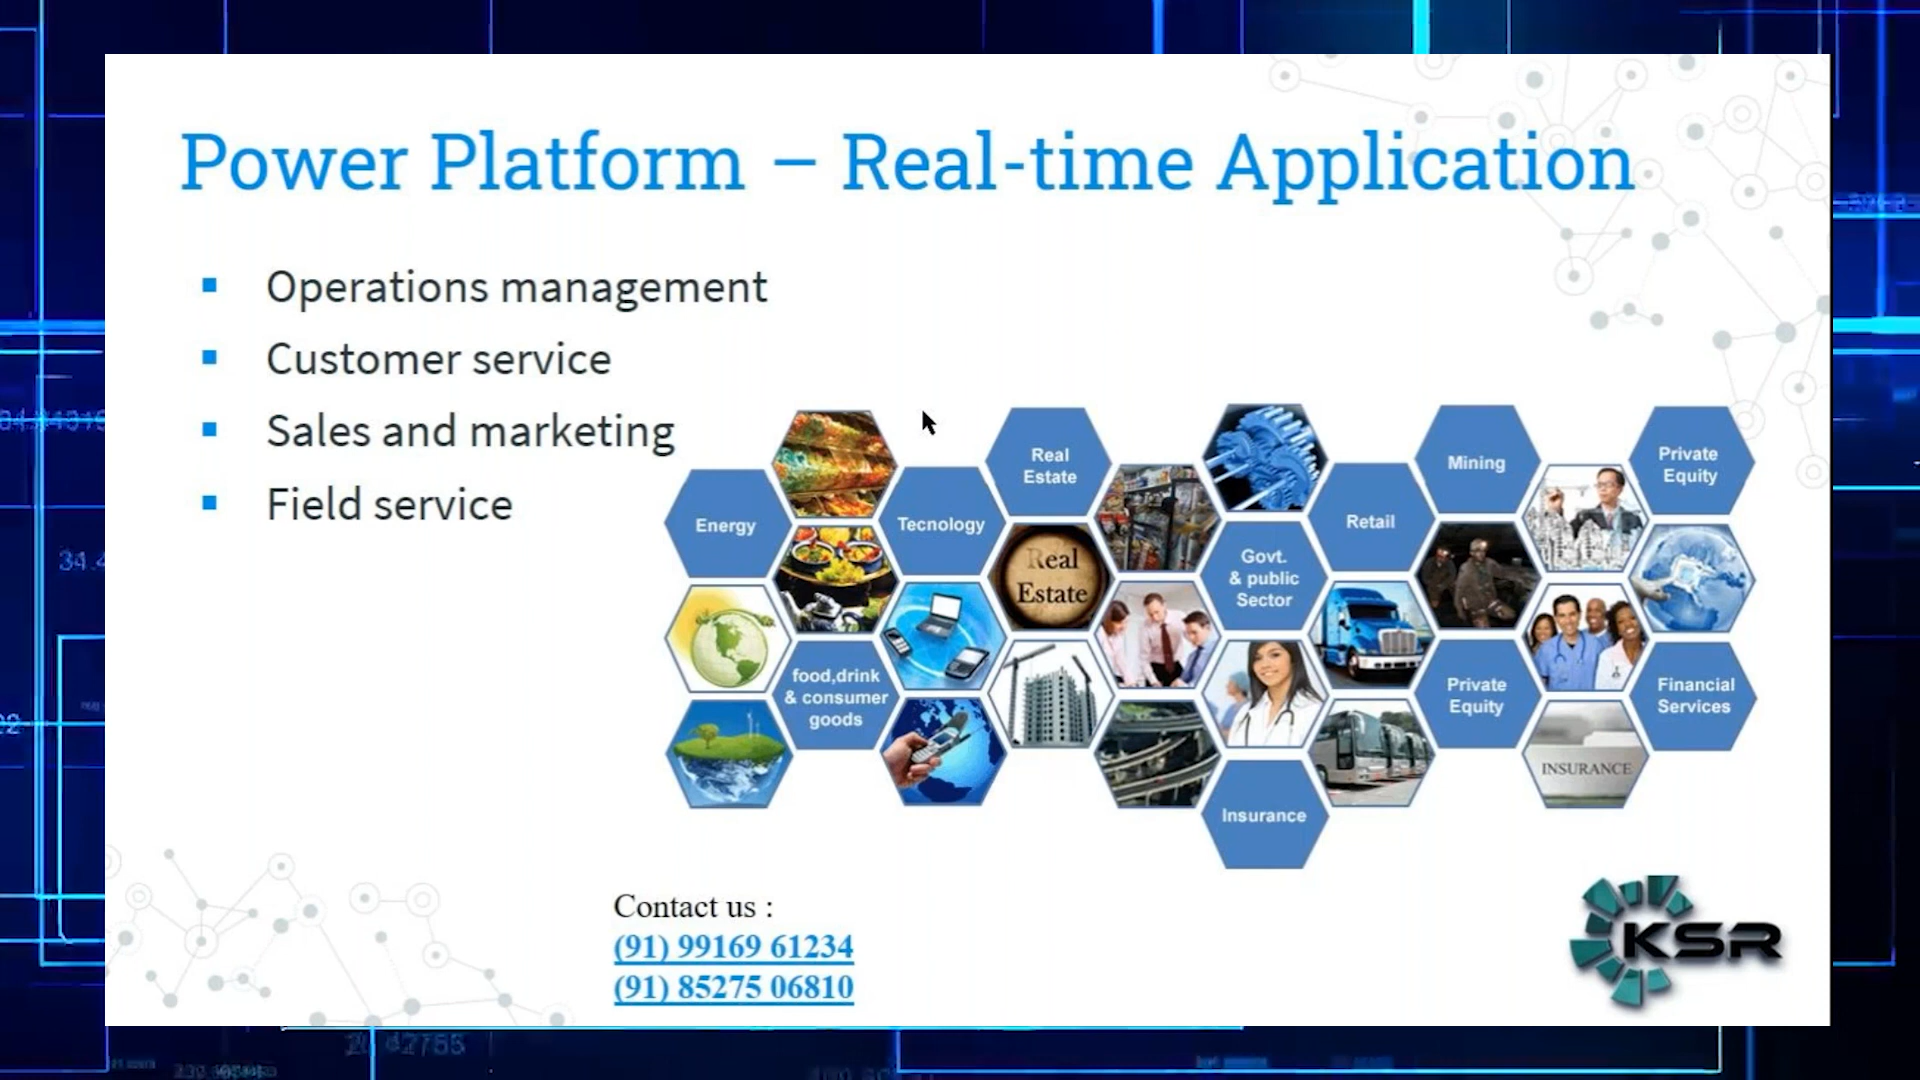 Power Platform – Real-time Application
Operations management
Customer service
Sales and marketing
Field service
Energy
food,drink
& consumer
goods
Tecnology
Real
Estate
Real
Estate
Govt.
& public
Sector
Insurance
Retail
Mining
Private
Equity
INSURANCE
Private
Equity
Financial
Services
Contact us :
(91) 99169 61234
(91) 85275 06810
KSR
34.4